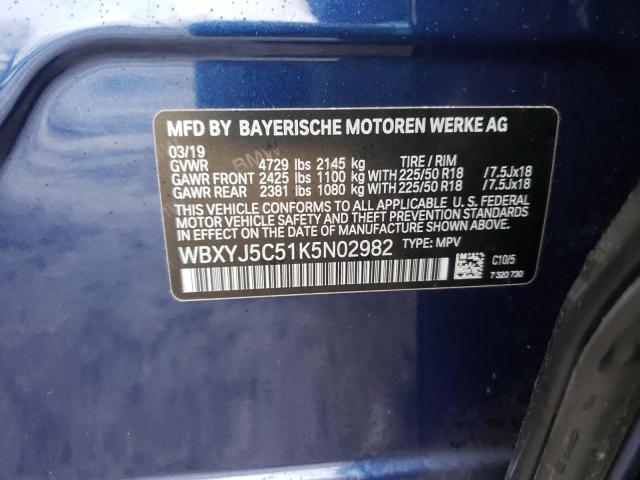 MFD BY BAYERISCHE MOTOREN WERKE AG
BMW
03/19
GVWR 4729 lbs 2145 kg TIRE / RIM
GAWR FRONT 2425 lbs 1100 kg WITH 225/50 R18 /7.5Jx18
GAWR REAR 2381 lbs 1080 kg WITH 225/50 R18 /7.5Jx18
THIS VEHICLE CONFORMS TO ALL APPLICABLE U. S. FEDERAL
MOTOR VEHICLE SAFETY BUMPER AND THEFT PREVENTION
STANDARDS IN EFFECT ON THE DATE OF MANUFACTURE SHOWN ABOVE.
WBXYJ5C51K5N02982 TYPE: MPV
C10/5
7 320 730